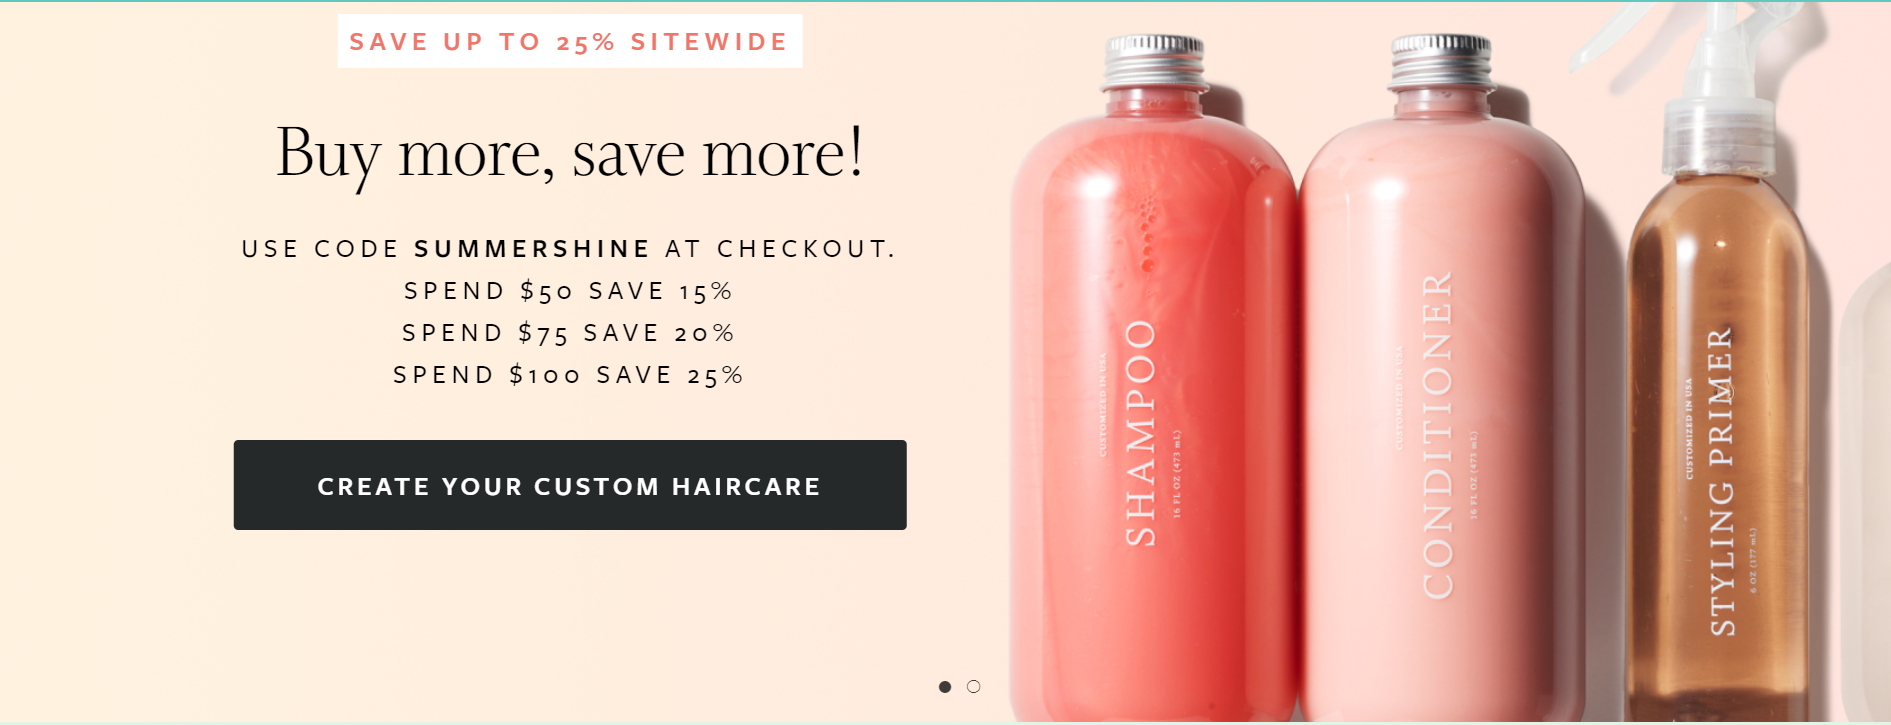 SAVE UP TO 25% SITEWIDE
Buy more, save more!
USE CODE SUMMERSHINE AT CHECKOUT.
SPEND $50 SAVE 15%
SPEND $75 SAVE 20%
SPEND $100 SAVE 25%
CREATE YOUR CUSTOM HAIRCARE
CUSTOMIZED IN USA
SHAMPOO
16 FL OZ (473 mL)
CUSTOMIZED IN USA
CONDITIONER
16 FL OZ (473 mL)
CUSTOMIZED IN USA
STYLING PRIMER
6 OZ (177 mL)